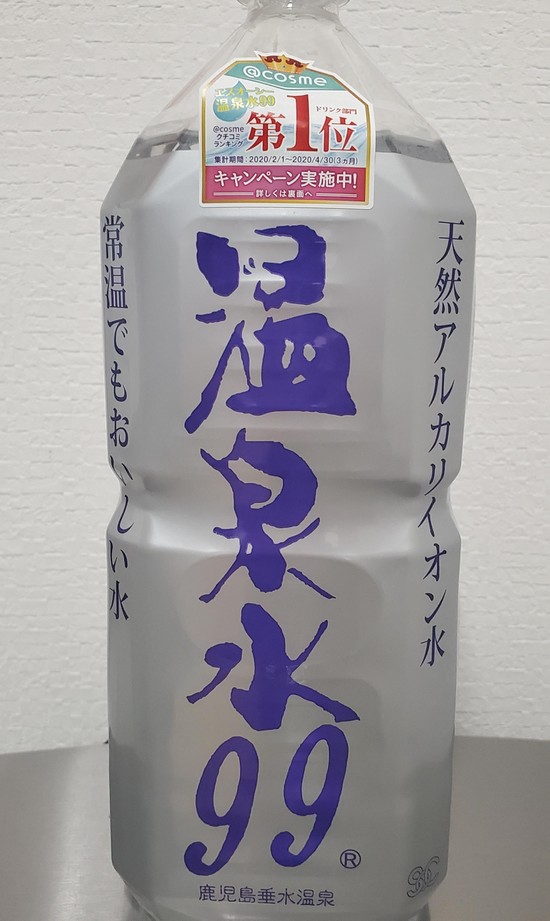 @cosme
エスオーシー
温泉水99
@cosme
クチコミ
ランキング
ドリンク部門
第1位
集計期間:2020/2/1~2020/4/30(3ヵ月)
キャンペーン実施中!
詳しくは裏面へ
天然アルカリイオン水
温泉水99®
常温でもおいしい水
鹿児島垂水温泉
SOC